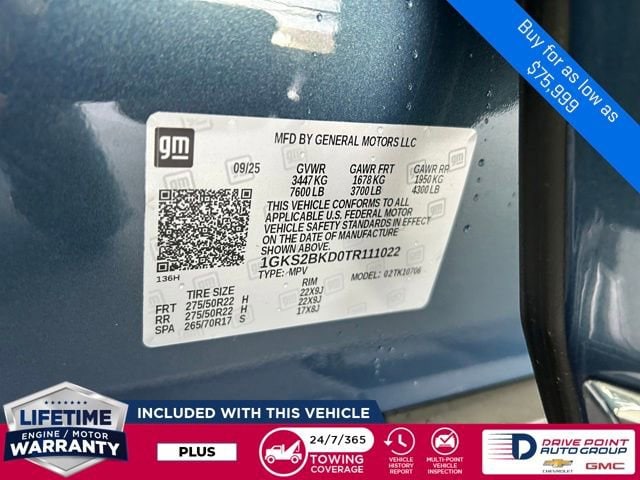 Buy for as low as
$75,999
gm
MFD BY GENERAL MOTORS LLC
09/25 GVWR GAWR FRT GAWR RR
3447 KG 1678 KG 1950 KG
7600 LB 3700 LB 4300 LB
THIS VEHICLE CONFORMS TO ALL
APPLICABLE U.S. FEDERAL MOTOR
VEHICLE SAFETY STANDARDS IN EFFECT
ON THE DATE OF MANUFACTURE
SHOWN ABOVE.
1GKS2BKD0TR111022
136H
TYPE: MPV MODEL: 02TK10706
TIRE SIZE RIM
FRT 275/50R22 H 22X9J
RR 275/50R22 H 22X9J
SPA 265/70R17 S 17X8J
LIFETIME
ENGINE / MOTOR
WARRANTY
INCLUDED WITH THIS VEHICLE
PLUS
24/7/365
TOWING
COVERAGE
VEHICLE
HISTORY
REPORT
MULTI-POINT
VEHICLE
INSPECTION
D DRIVE POINT
AUTO GROUP
CHEVROLET GMC